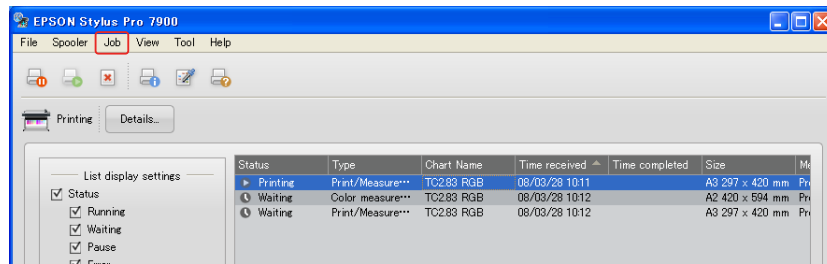 EPSON Stylus Pro 7900
File Spooler Job View Tool Help
Printing Details...
List display settings
Status
Running
Waiting
Pause
Status Type Chart Name Time received Time completed Size
Printing Print/Measure··· TC2.83 RGB 08/03/28 10:11 A3 297 x 420 mm
Waiting Color measure··· TC2.83 RGB 08/03/28 10:12 A2 420 x 594 mm
Waiting Print/Measure··· TC2.83 RGB 08/03/28 10:12 A3 297 x 420 mm